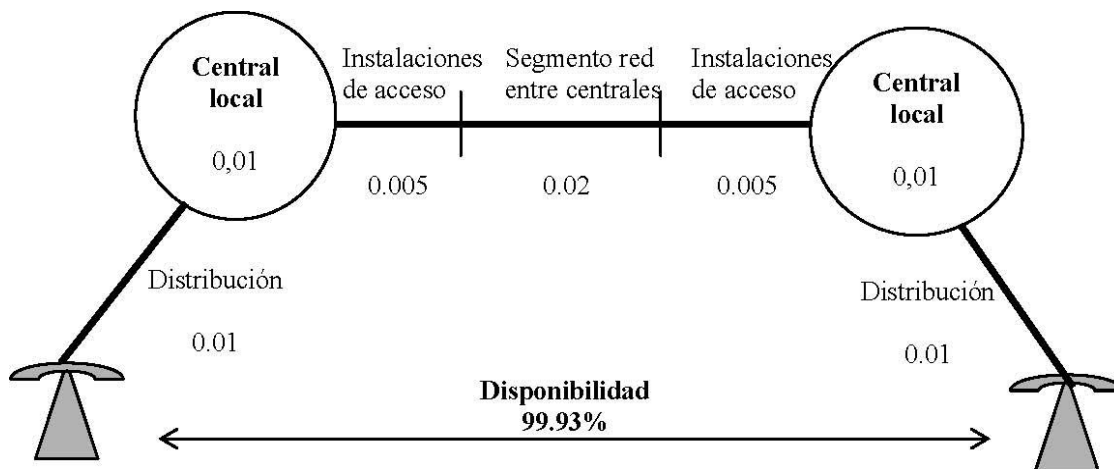 Central
local
0,01
Instalaciones
de acceso
0.005
Segmento red
entre centrales
0.02
Instalaciones
de acceso
0.005
Central
local
0,01
Distribución
0.01
Distribución
0.01
Disponibilidad
99.93%